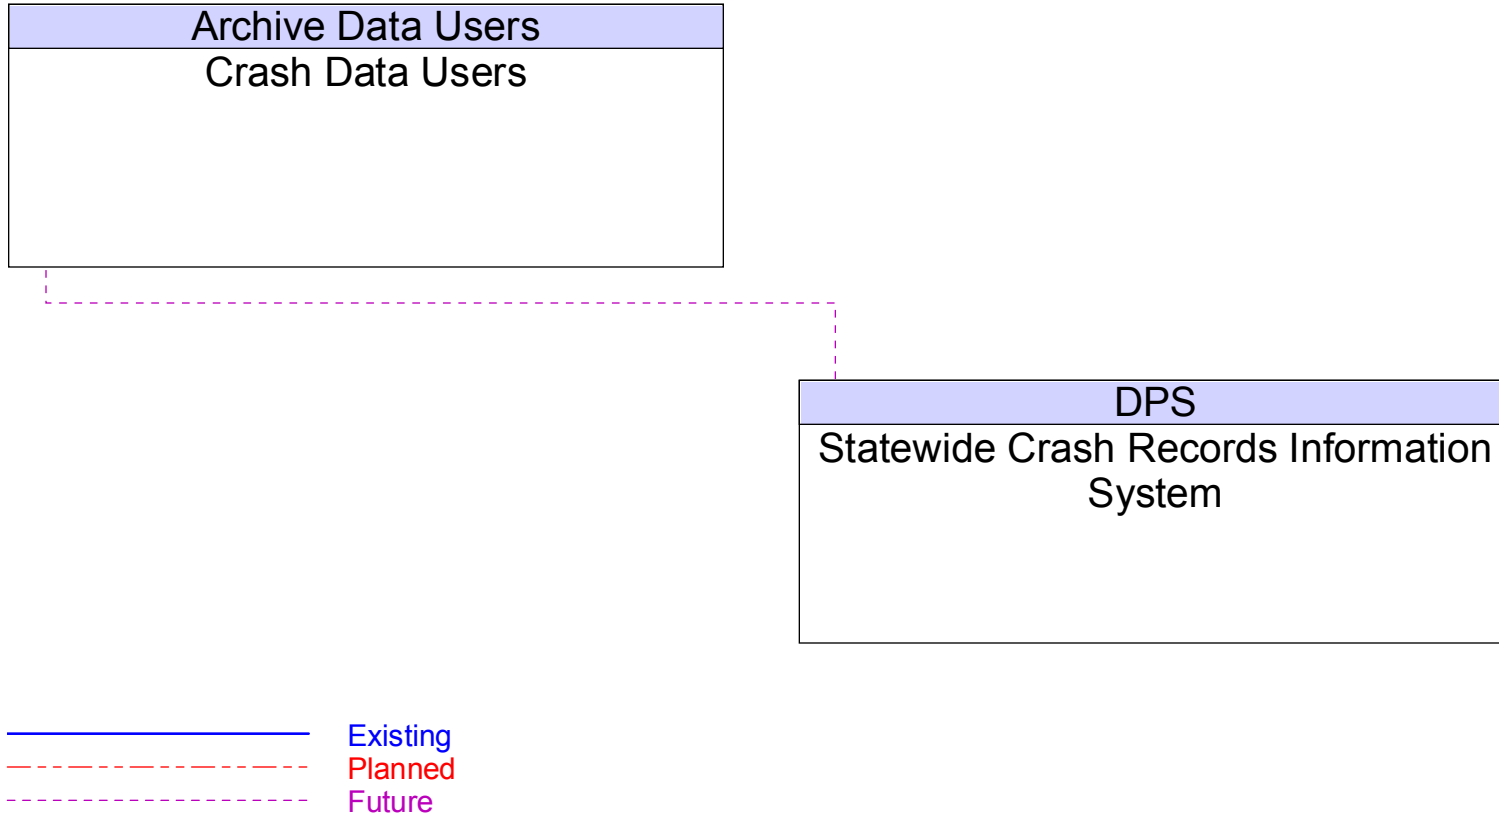 Archive Data Users
Crash Data Users
DPS
Statewide Crash Records Information
System
Existing
Planned
Future